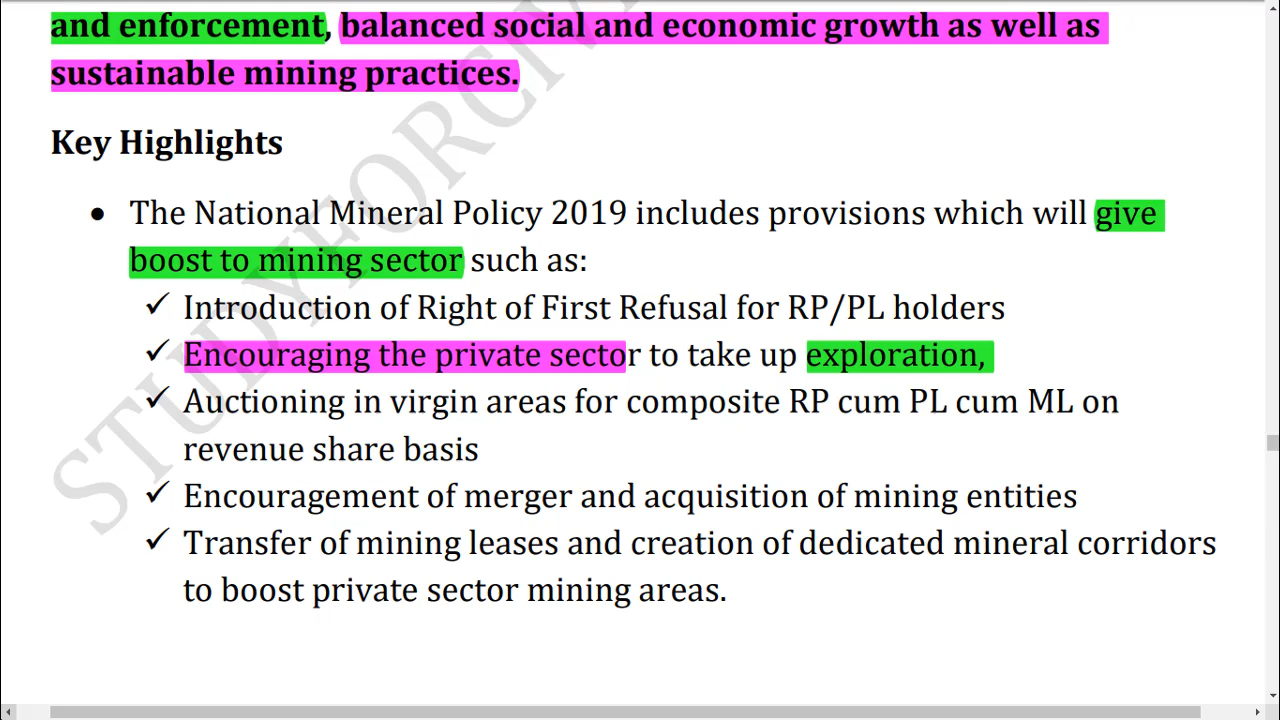 and enforcement, balanced social and economic growth as well as
sustainable mining practices.
Key Highlights
• The National Mineral Policy 2019 includes provisions which will give
boost to mining sector such as:
✓ Introduction of Right of First Refusal for RP/PL holders
✓ Encouraging the private sector to take up exploration,
✓ Auctioning in virgin areas for composite RP cum PL cum ML on
revenue share basis
✓ Encouragement of merger and acquisition of mining entities
✓ Transfer of mining leases and creation of dedicated mineral corridors
to boost private sector mining areas.
STUDYFORCIV